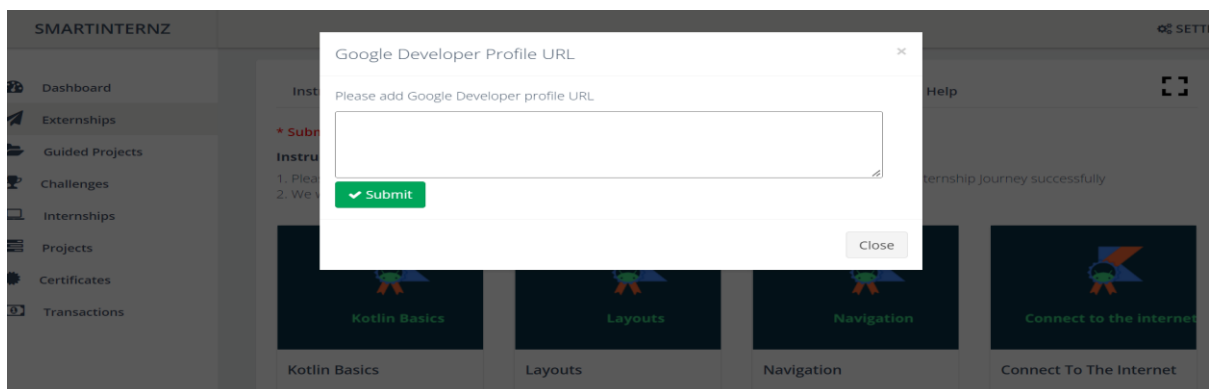 SMARTINTERNZ
SETTI
Google Developer Profile URL
×
Dashboard
Inst
Please add Google Developer profile URL
Help
Externships
* Subm
Guided Projects
Instru
Challenges
1. Plea
ternship journey successfully
2. We w
Submit
Internships
Projects
Close
Certificates
Transactions
Kotlin Basics
Layouts
Navigation
Connect to the internet
Kotlin Basics
Layouts
Navigation
Connect To The Internet